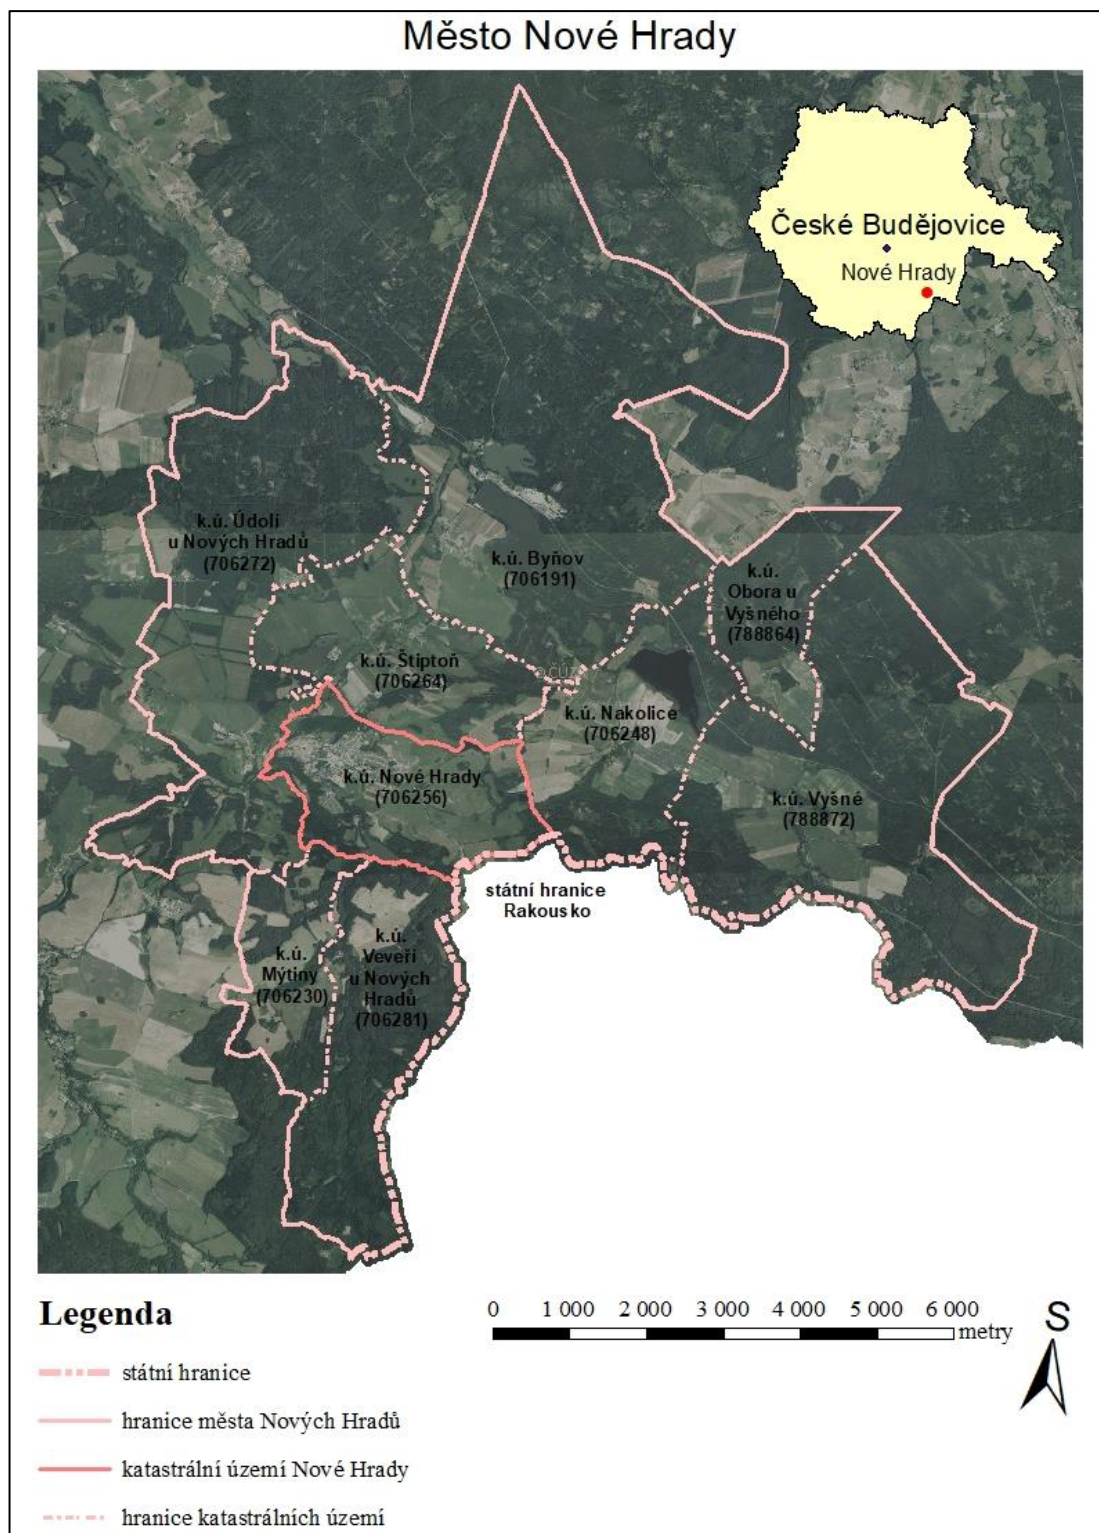 Město Nové Hrady
České Budějovice
Nové Hrady
k.ú. Údolí
u Nových Hradů
(706272)
k.ú. Byňov
(706191)
k.ú.
Obora u
Vyšného
(788864)
k.ú. Štiptoň
(706264)
k.ú. Nakolice
(706248)
k.ú. Nové Hrady
(706256)
k.ú. Vyšné
(788872)
státní hranice
Rakousko
k.ú.
Mýtiny
(706230)
k.ú.
Veveří
u Nových
Hradů
(706281)
Legenda
0 1 000 2 000 3 000 4 000 5 000 6 000
metry
S
státní hranice
hranice města Nových Hradů
katastrální území Nové Hrady
hranice katastrálních území